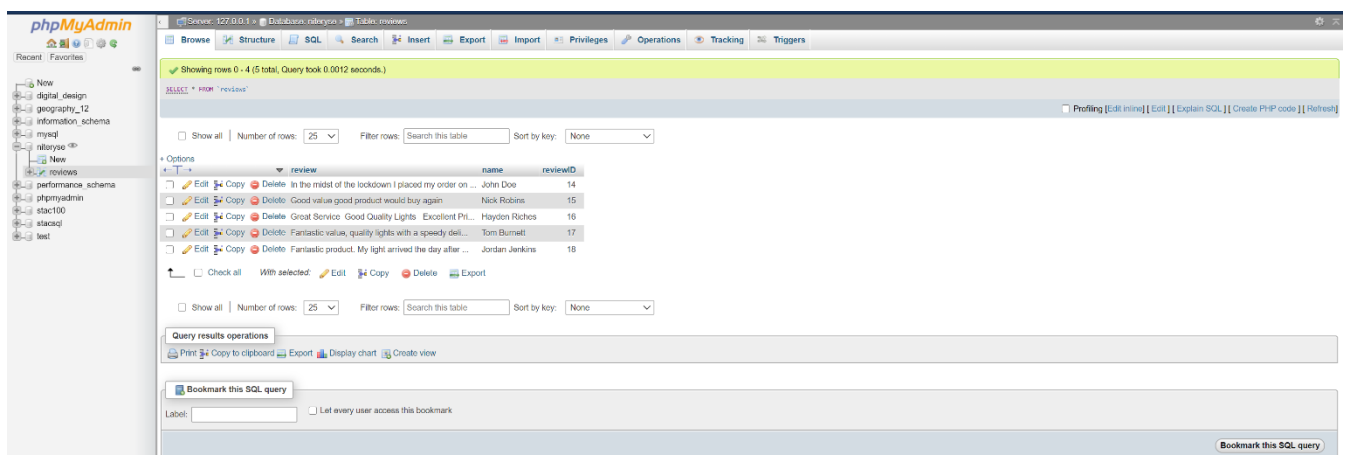 phpMyAdmin
Recent Favorites
New
digital_design
geography_12
information_schema
mysql
niteryse
New
reviews
performance_schema
phpmyadmin
stac100
stacsql
test
Server: 127.0.0.1 » Database: niteryse » Table: reviews
Browse Structure SQL Search Insert Export Import Privileges Operations Tracking Triggers
Showing rows 0 - 4 (5 total, Query took 0.0012 seconds.)
SELECT * FROM `reviews`
Profiling [Edit inline] [ Edit ] [ Explain SQL ] [ Create PHP code ] [ Refresh]
Show all | Number of rows: 25 Filter rows: Search this table Sort by key: None
+ Options
←T→ review name reviewID
Edit Copy Delete In the midst of the lockdown I placed my order on ... John Doe 14
Edit Copy Delete Good value good product would buy again Nick Robins 15
Edit Copy Delete Great Service Good Quality Lights Excellent Pri... Hayden Riches 16
Edit Copy Delete Fantastic value, quality lights with a speedy deli... Tom Burnett 17
Edit Copy Delete Fantastic product. My light arrived the day after ... Jordan Jenkins 18
Check all With selected: Edit Copy Delete Export
Show all | Number of rows: 25 Filter rows: Search this table Sort by key: None
Query results operations
Print Copy to clipboard Export Display chart Create view
Bookmark this SQL query
Label: Let every user access this bookmark
Bookmark this SQL query